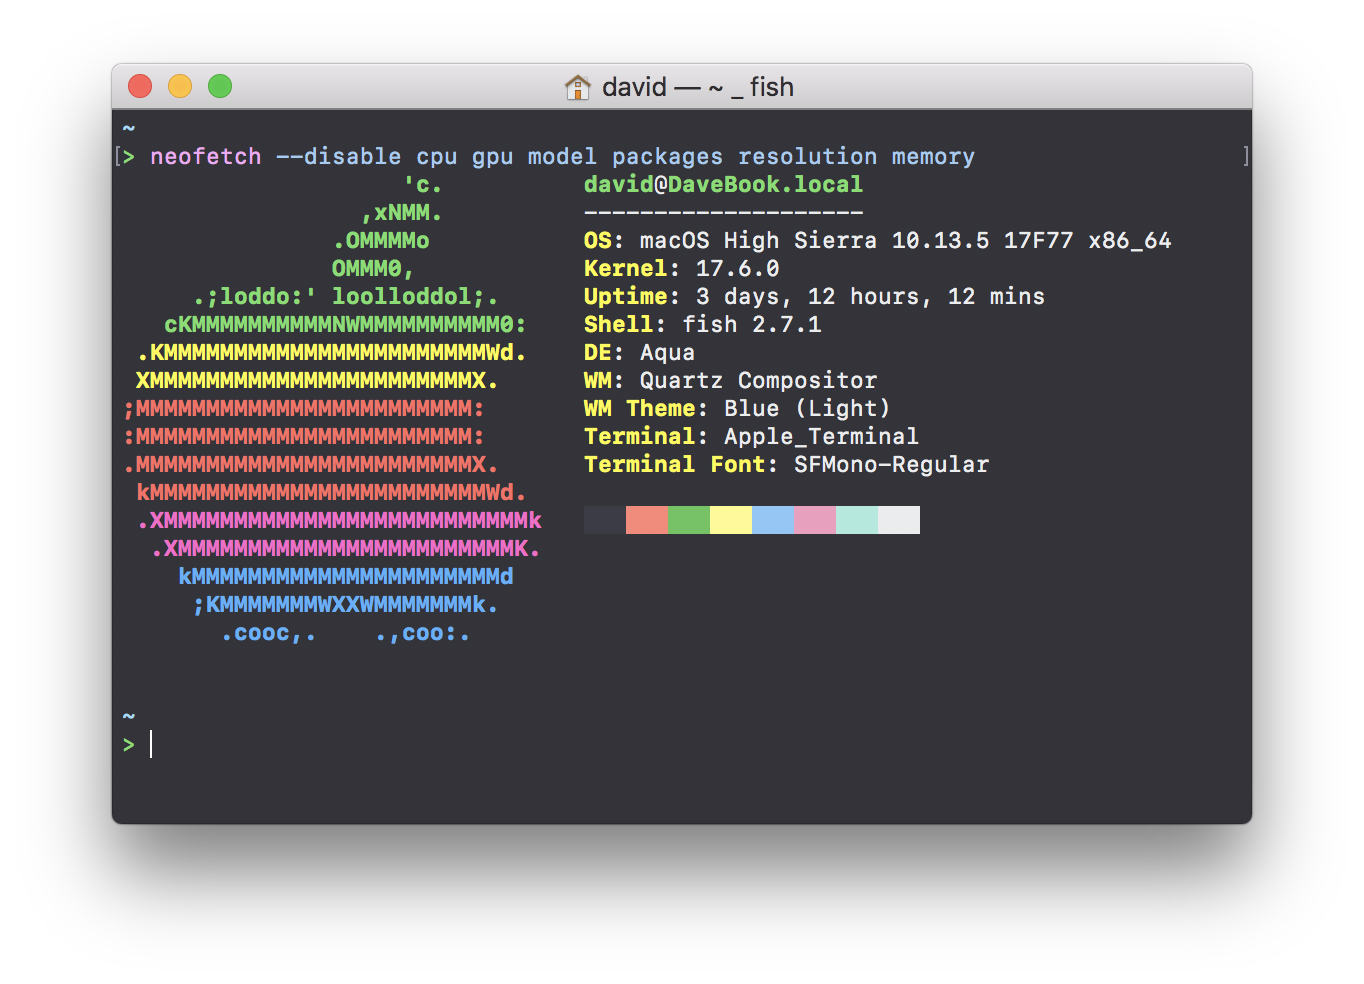 david — ~ _ fish
~
[> neofetch --disable cpu gpu model packages resolution memory ]
'c. david@DaveBook.local
,xNMM. --------------------
.OMMMMo OS: macOS High Sierra 10.13.5 17F77 x86_64
OMMM0, Kernel: 17.6.0
.;loddo:' loolloddol;. Uptime: 3 days, 12 hours, 12 mins
cKMMMMMMMMMMNWMMMMMMMMMM0: Shell: fish 2.7.1
.KMMMMMMMMMMMMMMMMMMMMMMMWd. DE: Aqua
XMMMMMMMMMMMMMMMMMMMMMMMX. WM: Quartz Compositor
;MMMMMMMMMMMMMMMMMMMMMMMM: WM Theme: Blue (Light)
:MMMMMMMMMMMMMMMMMMMMMMMM: Terminal: Apple_Terminal
.MMMMMMMMMMMMMMMMMMMMMMMMX. Terminal Font: SFMono-Regular
kMMMMMMMMMMMMMMMMMMMMMMMMWd.
.XMMMMMMMMMMMMMMMMMMMMMMMMMMk
.XMMMMMMMMMMMMMMMMMMMMMMMMK.
kMMMMMMMMMMMMMMMMMMMMMMd
;KMMMMMMMWXXWMMMMMMMk.
.cooc,. .,coo:.
~
>